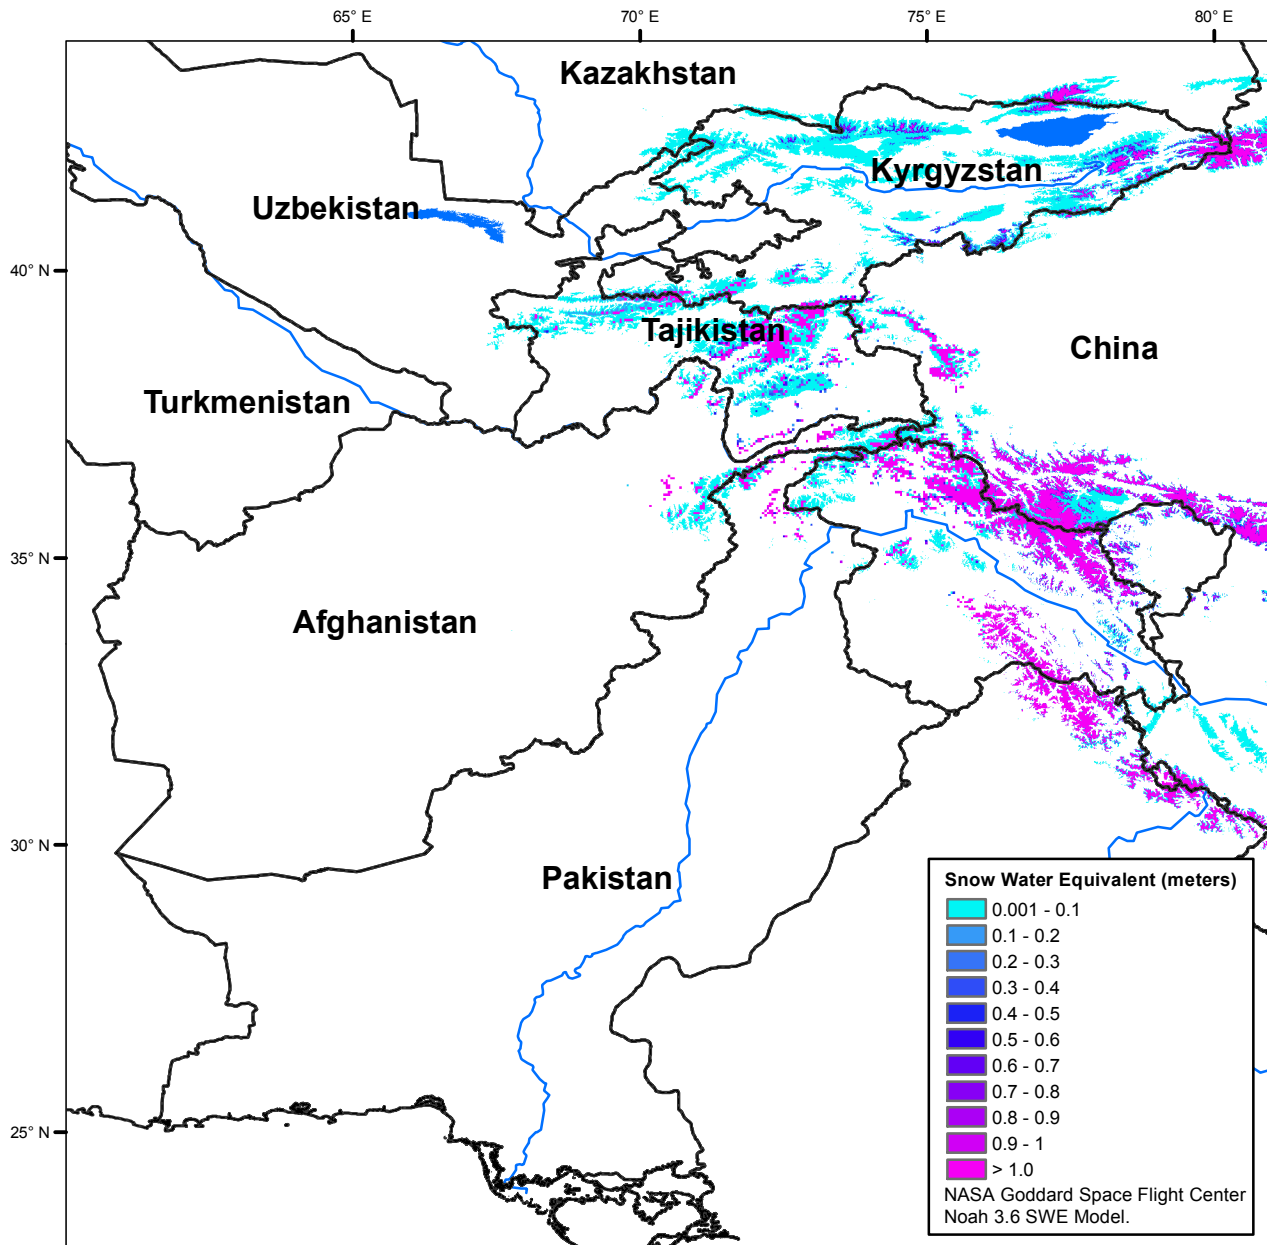 65° E
70° E
75° E
80° E
Kazakhstan
Kyrgyzstan
Uzbekistan
40° N
Tajikistan
China
Turkmenistan
35° N
Afghanistan
30° N
Pakistan
25° N
Snow Water Equivalent (meters)
0.001 - 0.1
0.1 - 0.2
0.2 - 0.3
0.3 - 0.4
0.4 - 0.5
0.5 - 0.6
0.6 - 0.7
0.7 - 0.8
0.8 - 0.9
0.9 - 1
> 1.0
NASA Goddard Space Flight Center
Noah 3.6 SWE Model.